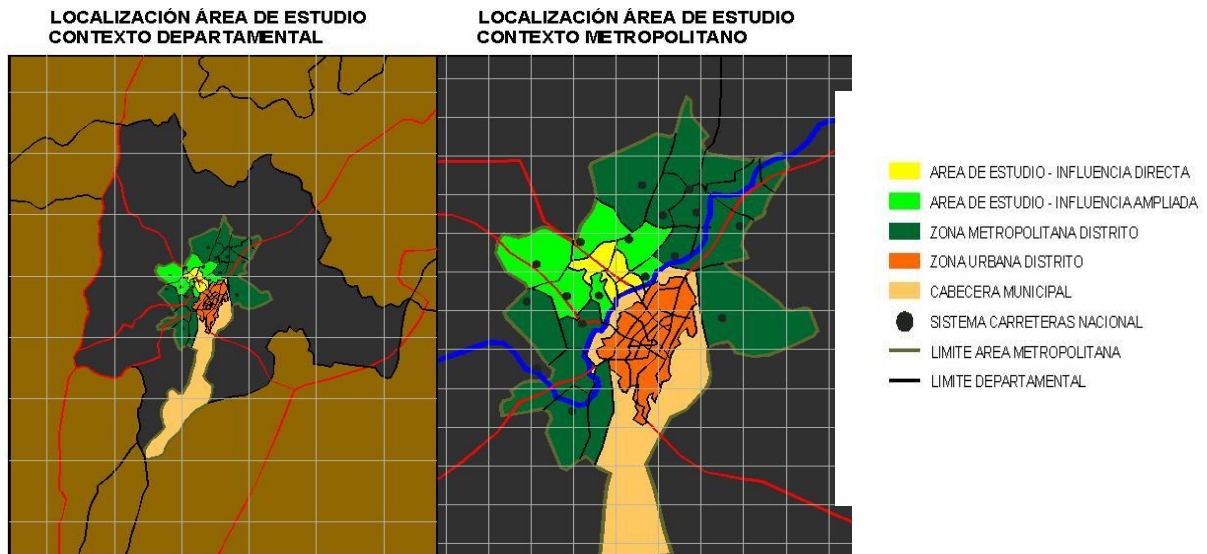 LOCALIZACIÓN ÁREA DE ESTUDIO
CONTEXTO DEPARTAMENTAL
LOCALIZACIÓN ÁREA DE ESTUDIO
CONTEXTO METROPOLITANO
AREA DE ESTUDIO - INFLUENCIA DIRECTA
AREA DE ESTUDIO - INFLUENCIA AMPLIADA
ZONA METROPOLITANA DISTRITO
ZONA URBANA DISTRITO
CABECERA MUNICIPAL
SISTEMA CARRETERAS NACIONAL
LIMITE AREA METROPOLITANA
LIMITE DEPARTAMENTAL